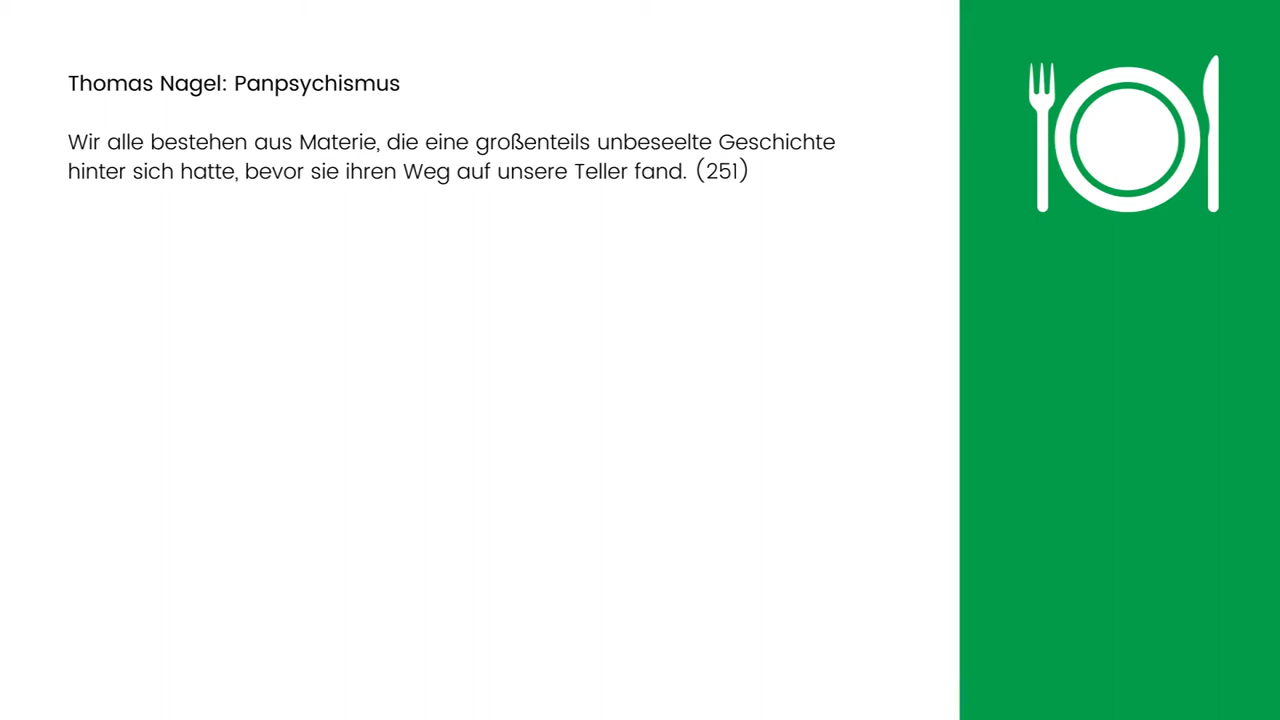 Thomas Nagel: Panpsychismus
Wir alle bestehen aus Materie, die eine großenteils unbeseelte Geschichte
hinter sich hatte, bevor sie ihren Weg auf unsere Teller fand. (251)